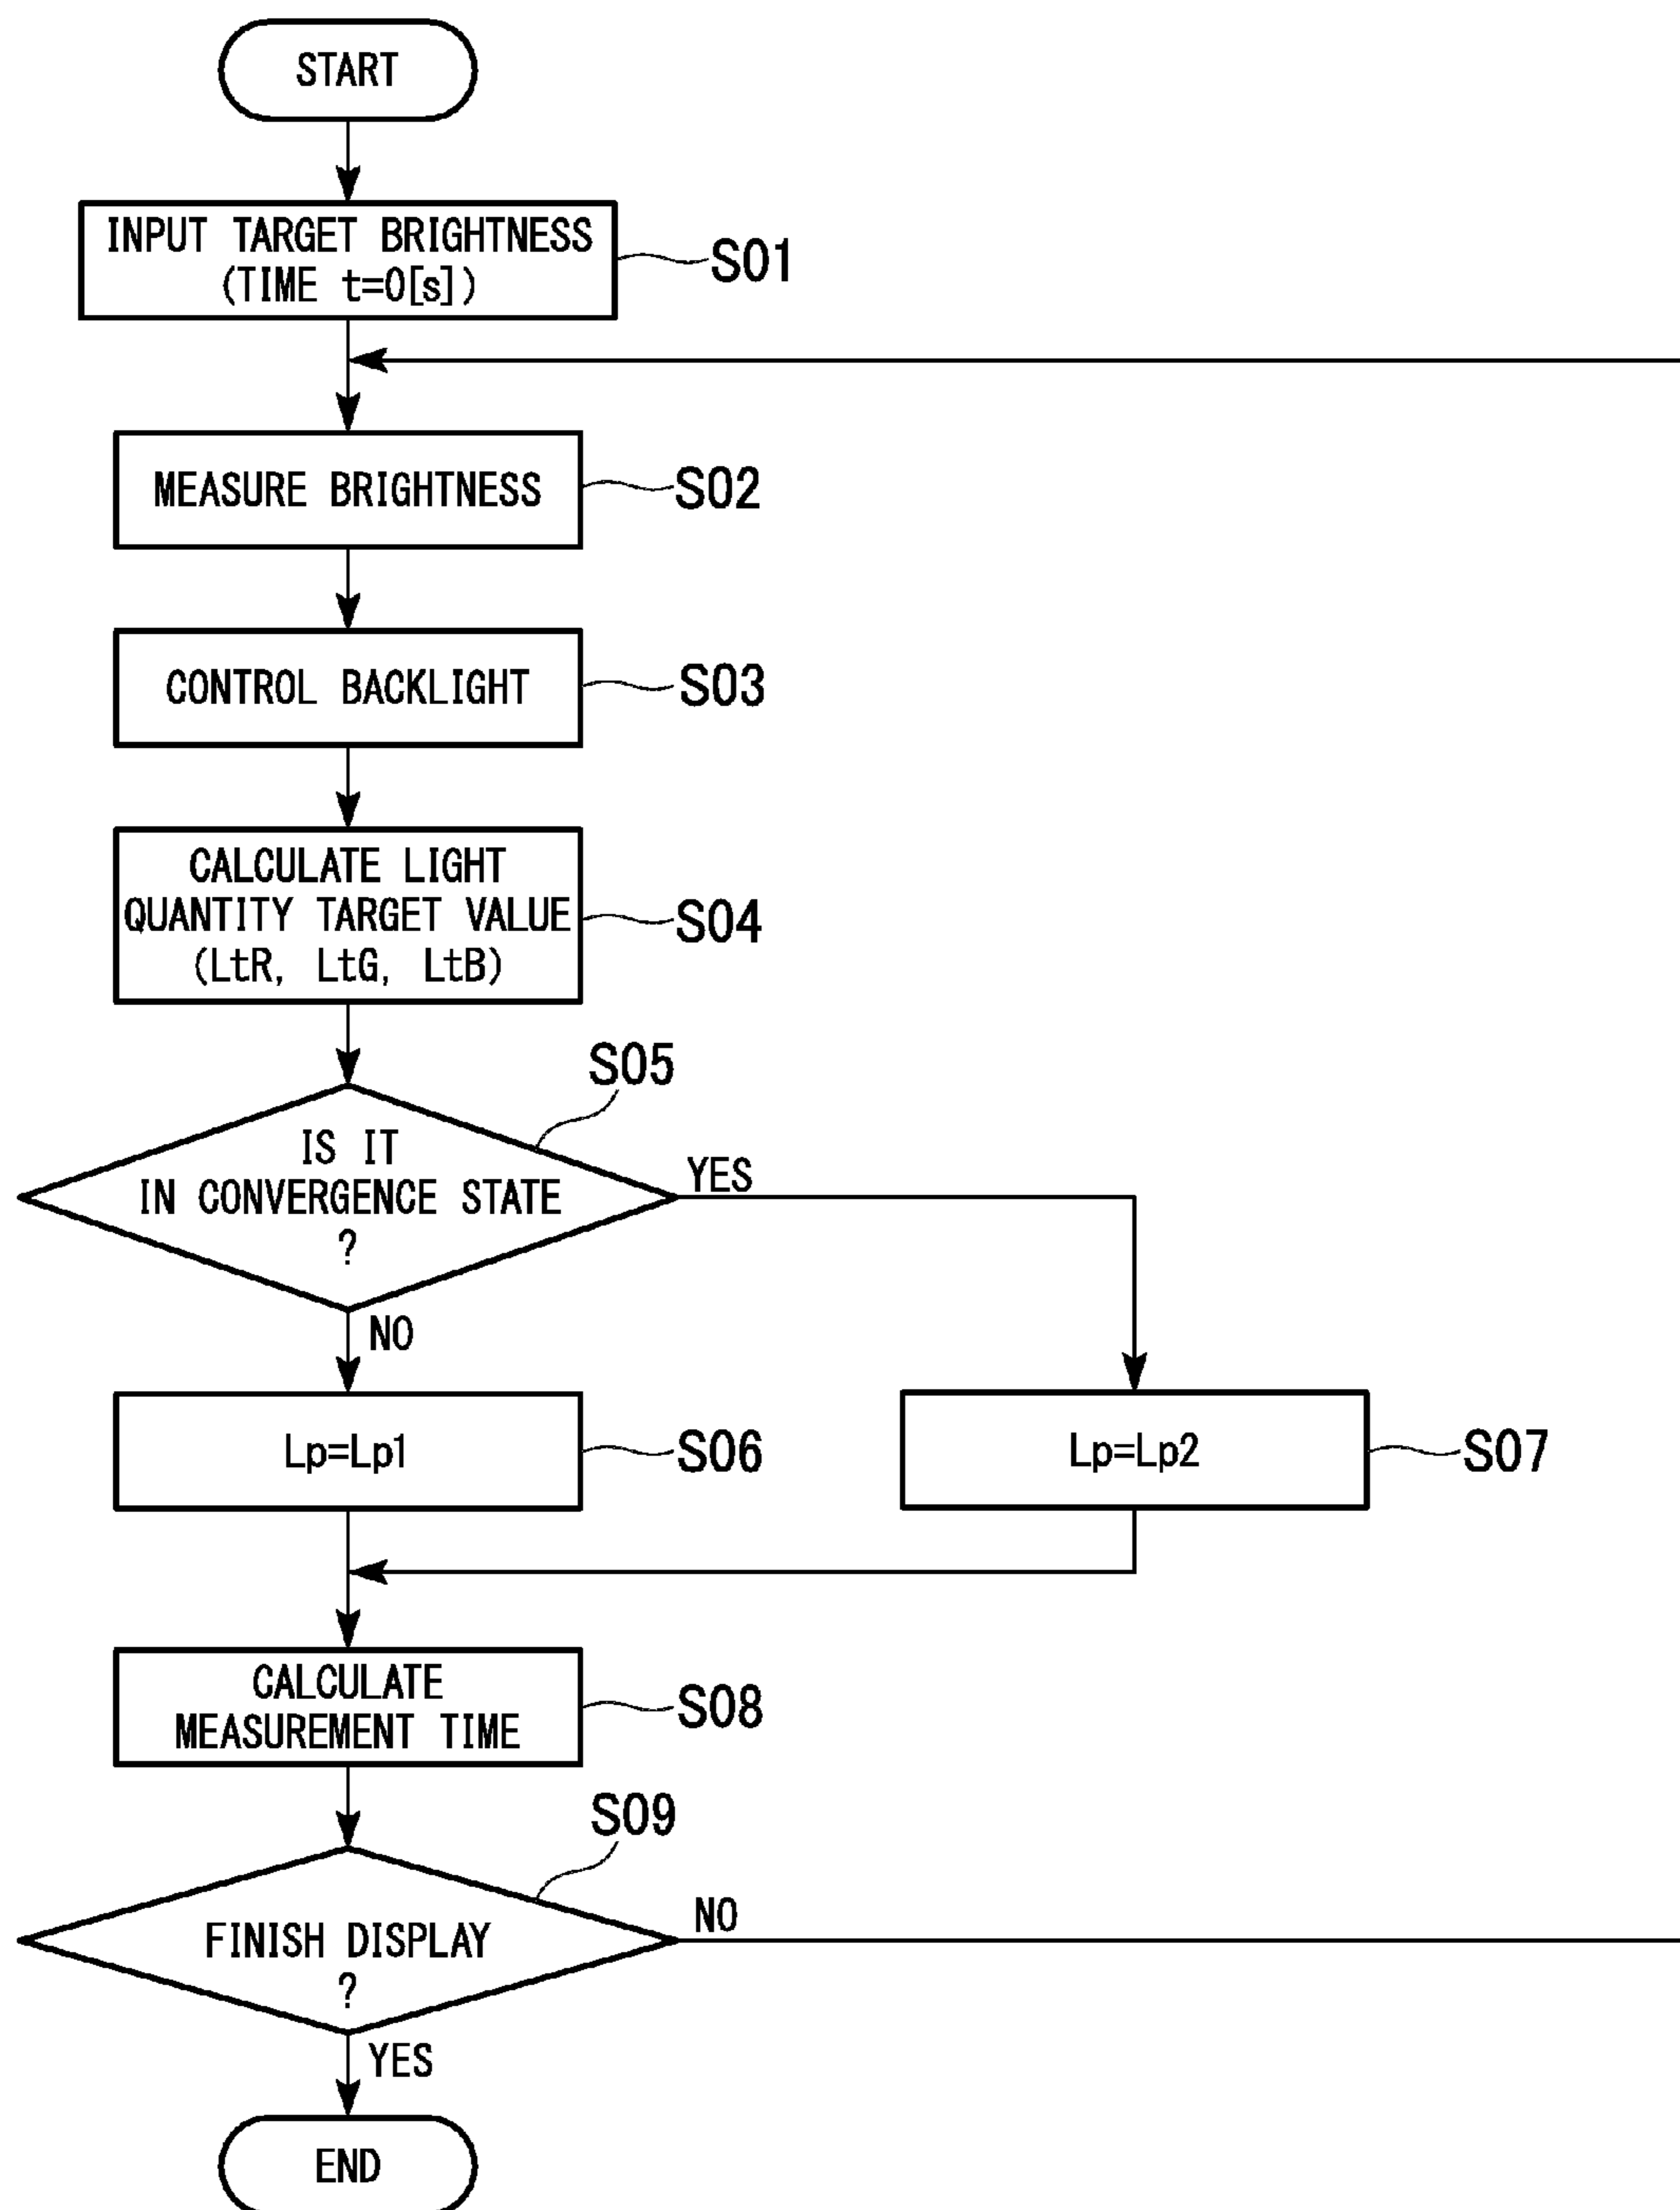 START
INPUT TARGET BRIGHTNESS
(TIME t=0[s])
S01
MEASURE BRIGHTNESS
S02
CONTROL BACKLIGHT
S03
CALCULATE LIGHT
QUANTITY TARGET VALUE
(LtR, LtG, LtB)
S04
S05
IS IT
IN CONVERGENCE STATE
?
YES
NO
Lp=Lp1
S06
Lp=Lp2
S07
CALCULATE
MEASUREMENT TIME
S08
S09
FINISH DISPLAY
?
NO
YES
END